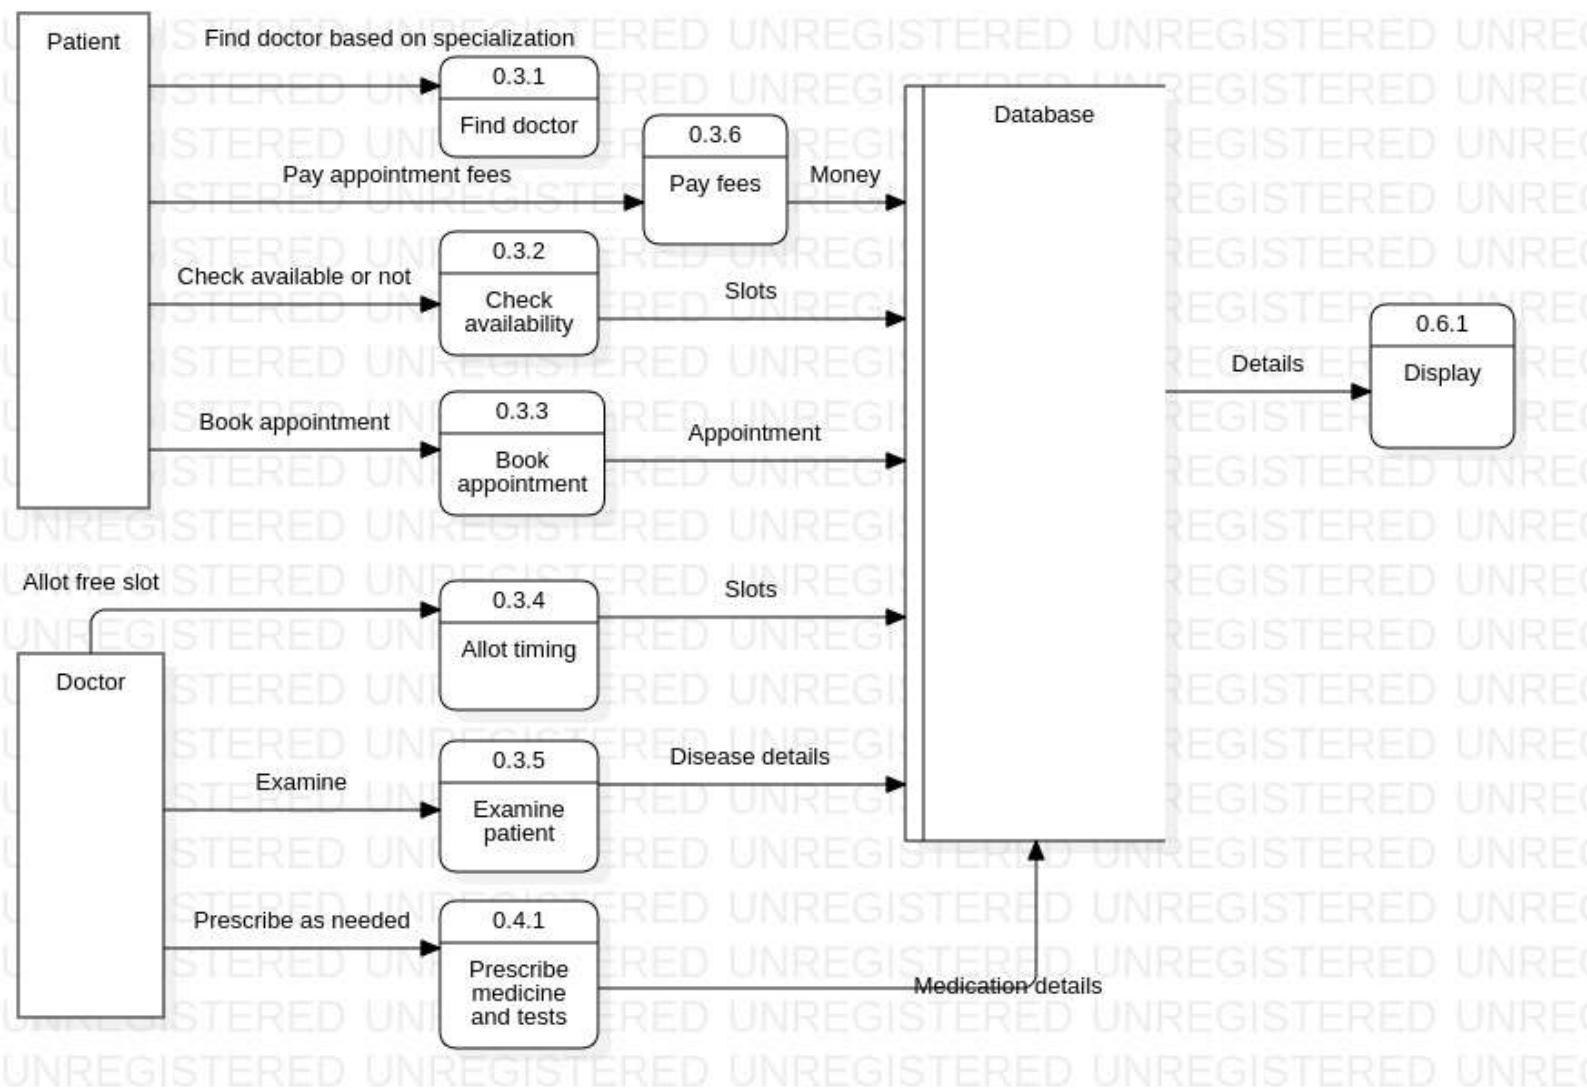 Patient
Find doctor based on specialization
0.3.1
Find doctor
Pay appointment fees
0.3.6
Pay fees
Money
Database
Check available or not
0.3.2
Check
availability
Slots
0.6.1
Display
Details
Book appointment
0.3.3
Book
appointment
Appointment
Allot free slot
0.3.4
Allot timing
Slots
Doctor
Examine
0.3.5
Examine
patient
Disease details
Prescribe as needed
0.4.1
Prescribe
medicine
and tests
Medication details
UNREGISTERED